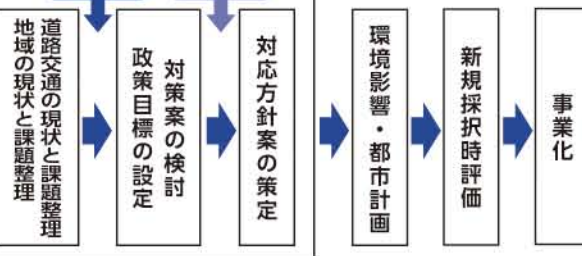 道路交通の現状と課題整理
地域の現状と課題整理
対策案の検討
政策目標の設定
対応方針案の策定
環境影響・都市計画
新規採択時評価
事業化